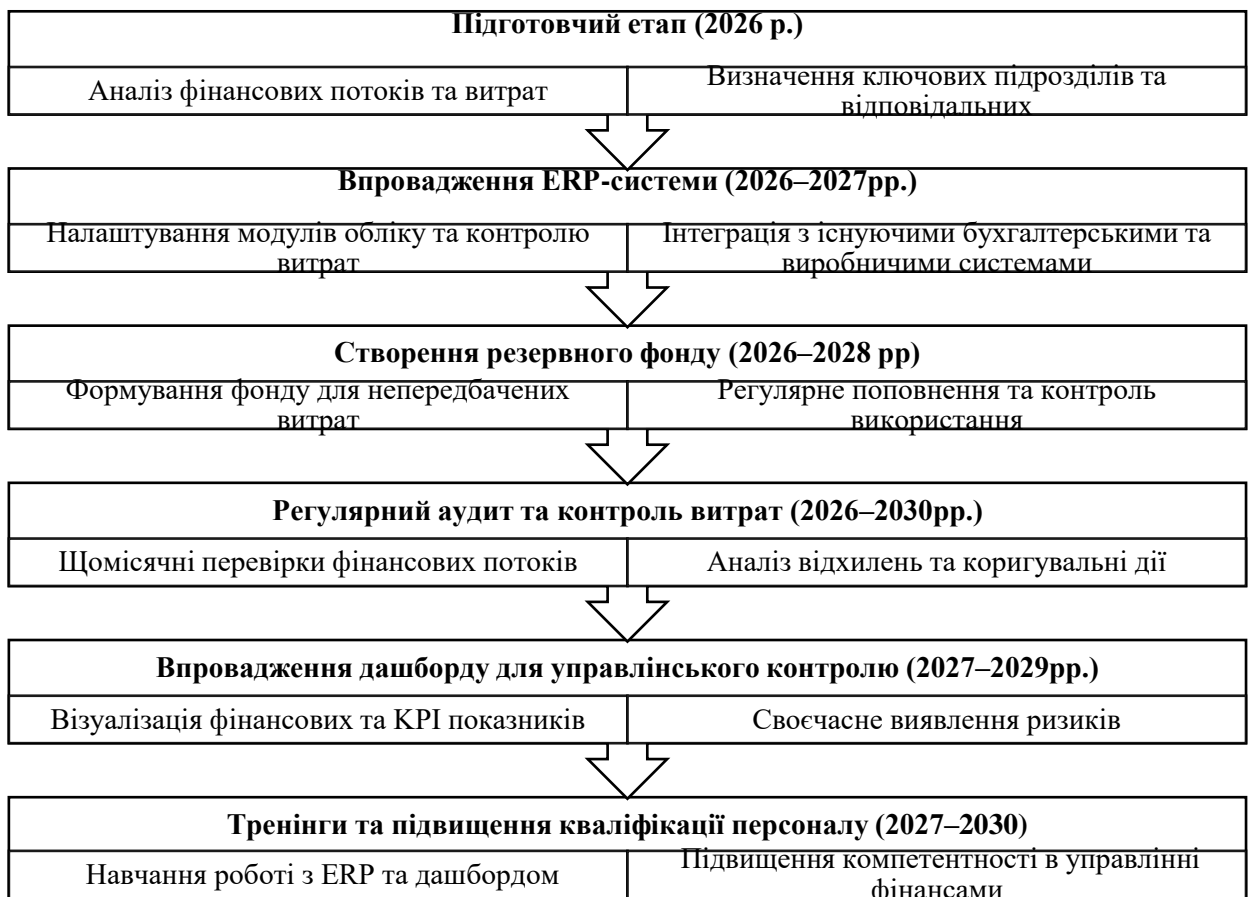 Підготовчий етап (2026 р.)
Аналіз фінансових потоків та витрат
Визначення ключових підрозділів та
відповідальних
Впровадження ERP-системи (2026–2027рр.)
Налаштування модулів обліку та контролю
витрат
Інтеграція з існуючими бухгалтерськими та
виробничими системами
Створення резервного фонду (2026–2028 рр)
Формування фонду для непередбачених
витрат
Регулярне поповнення та контроль
використання
Регулярний аудит та контроль витрат (2026–2030рр.)
Щомісячні перевірки фінансових потоків
Аналіз відхилень та коригувальні дії
Впровадження дашборду для управлінського контролю (2027–2029рр.)
Візуалізація фінансових та KPI показників
Своєчасне виявлення ризиків
Тренінги та підвищення кваліфікації персоналу (2027–2030)
Навчання роботі з ERP та дашбордом
Підвищення компетентності в управлінні
фінансами